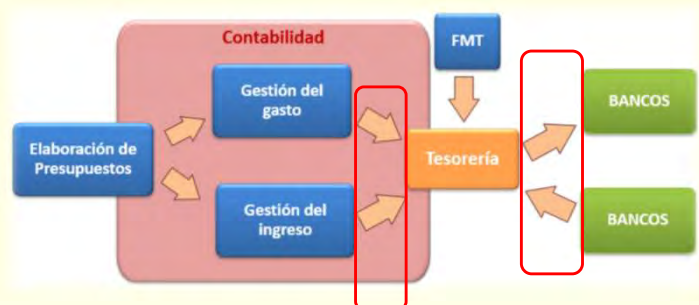 Contabilidad
FMT
Gestión del
gasto
BANCOS
Elaboración de
Presupuestos
Tesorería
Gestión del
ingreso
BANCOS